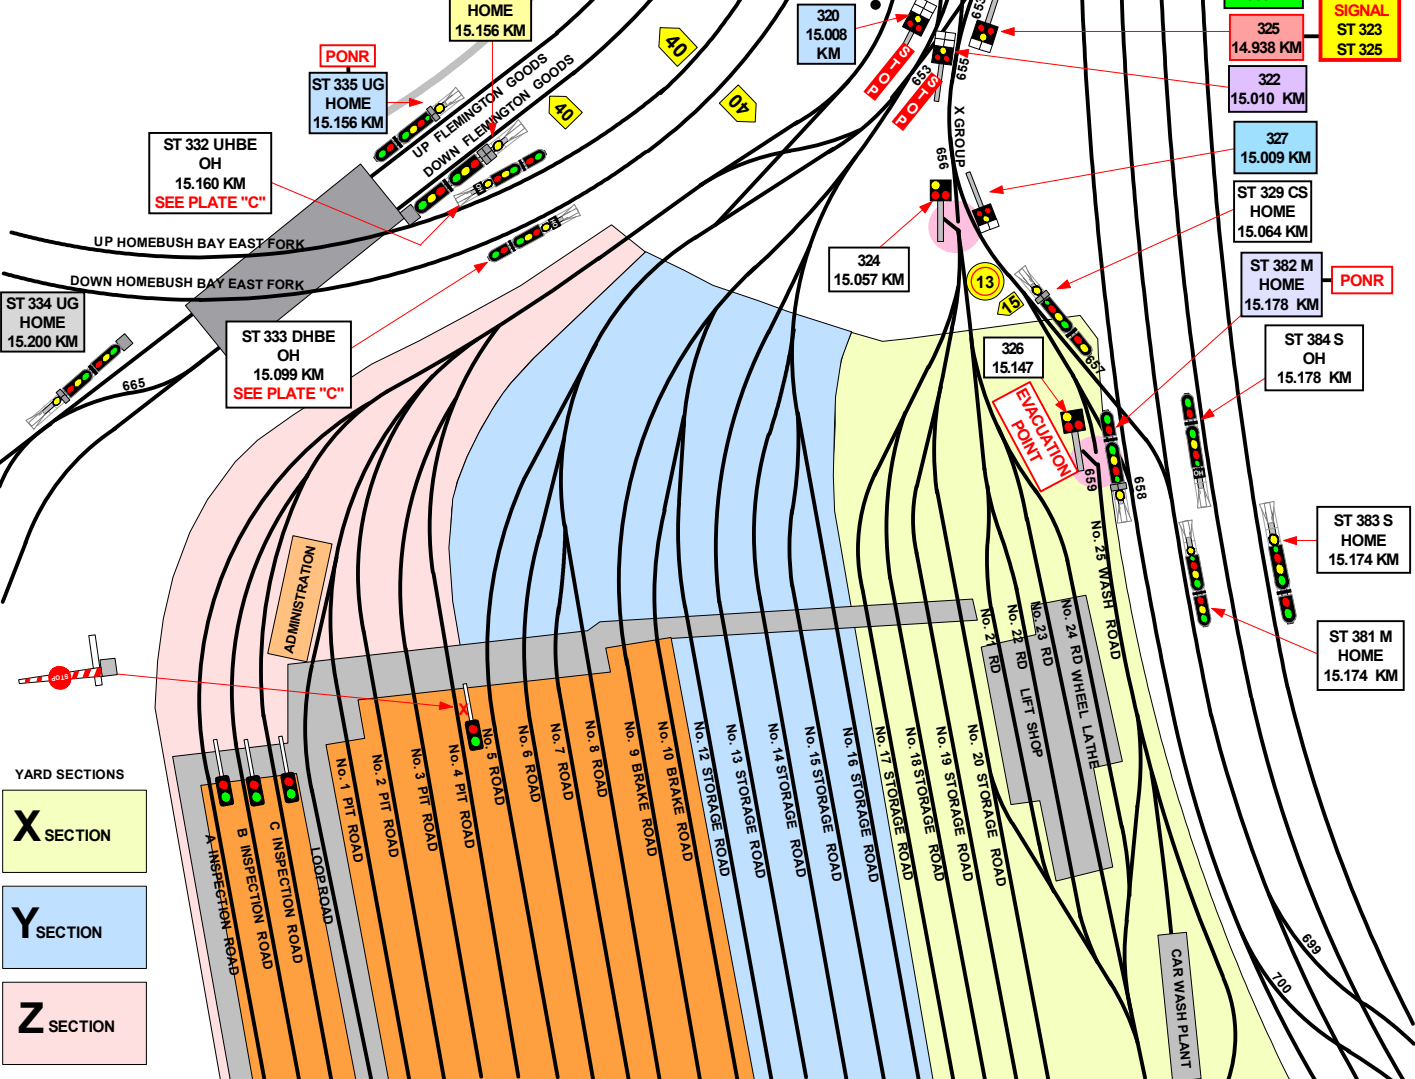 HOME
15.156 KM
320
15.008
KM
325
14.938 KM
SIGNAL
ST 323
ST 325
322
15.010 KM
327
15.009 KM
PONR
ST 335 UG
HOME
15.156 KM
ST 332 UHBE
OH
15.160 KM
SEE PLATE "C"
UP FLEMINGTON GOODS
DOWN FLEMINGTON GOODS
40
40
40
STOP
STOP
653
653
655
X GROUP
656
ST 329 CS
HOME
15.064 KM
324
15.057 KM
13
15
ST 382 M
HOME
15.178 KM
PONR
UP HOMEBUSH BAY EAST FORK
DOWN HOMEBUSH BAY EAST FORK
ST 334 UG
HOME
15.200 KM
ST 333 DHBE
OH
15.099 KM
SEE PLATE "C"
OH
OH
665
326
15.147
657
ST 384 S
OH
15.178 KM
EVACUATION
POINT
659
658
OH
ST 383 S
HOME
15.174 KM
ST 381 M
HOME
15.174 KM
ADMINISTRATION
STOP
X
No. 25 WASH ROAD
No. 21 RD
No. 22 RD
No. 23 RD
No. 24 RD WHEEL LATHE
LIFT SHOP
A INSPECTION ROAD
B INSPECTION ROAD
C INSPECTION ROAD
LOOP ROAD
No. 1 PIT ROAD
No. 2 PIT ROAD
No. 3 PIT ROAD
No. 4 PIT ROAD
No. 5 ROAD
No. 6 ROAD
No. 7 ROAD
No. 8 ROAD
No. 9 BRAKE ROAD
No. 10 BRAKE ROAD
No. 12 STORAGE ROAD
No. 13 STORAGE ROAD
No. 14 STORAGE ROAD
No. 15 STORAGE ROAD
No. 16 STORAGE ROAD
No. 17 STORAGE ROAD
No. 18 STORAGE ROAD
No. 19 STORAGE ROAD
No. 20 STORAGE ROAD
CAR WASH PLANT
699
700
YARD SECTIONS
X SECTION
Y SECTION
Z SECTION